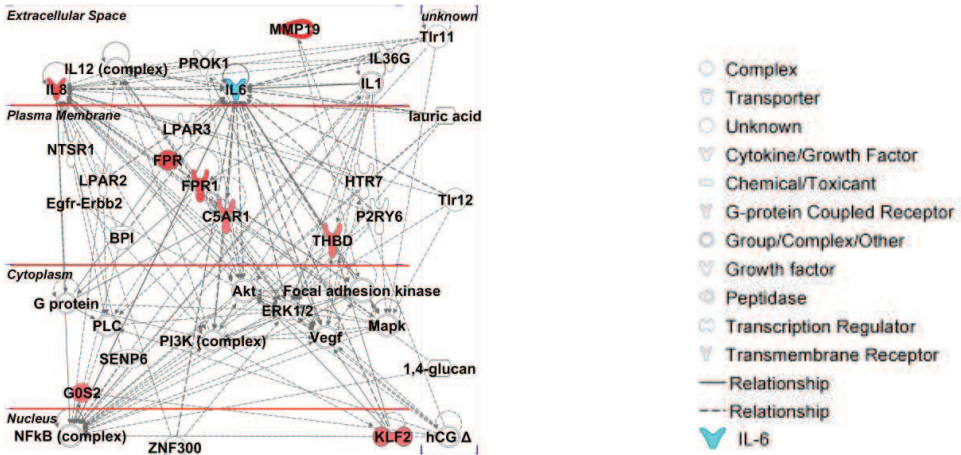 Extracellular Space
unknown
MMP19
Tlr11
IL36G
PROK1
IL12 (complex)
IL1
IL8
IL6
Plasma Membrane
lauric acid
LPAR3
NTSR1
FPR
LPAR2
FPR1
HTR7
Egfr-Erbb2
Tlr12
C5AR1
P2RY6
BPI
THBD
Cytoplasm
Akt
Focal adhesion kinase
G protein
ERK1/2
PLC
Mapk
PI3K (complex)
Vegf
SENP6
1,4-glucan
G0S2
Nucleus
NFkB (complex)
KLF2
hCG Δ
ZNF300
Complex
Transporter
Unknown
Cytokine/Growth Factor
Chemical/Toxicant
G-protein Coupled Receptor
Group/Complex/Other
Growth factor
Peptidase
Transcription Regulator
Transmembrane Receptor
Relationship
Relationship
IL-6